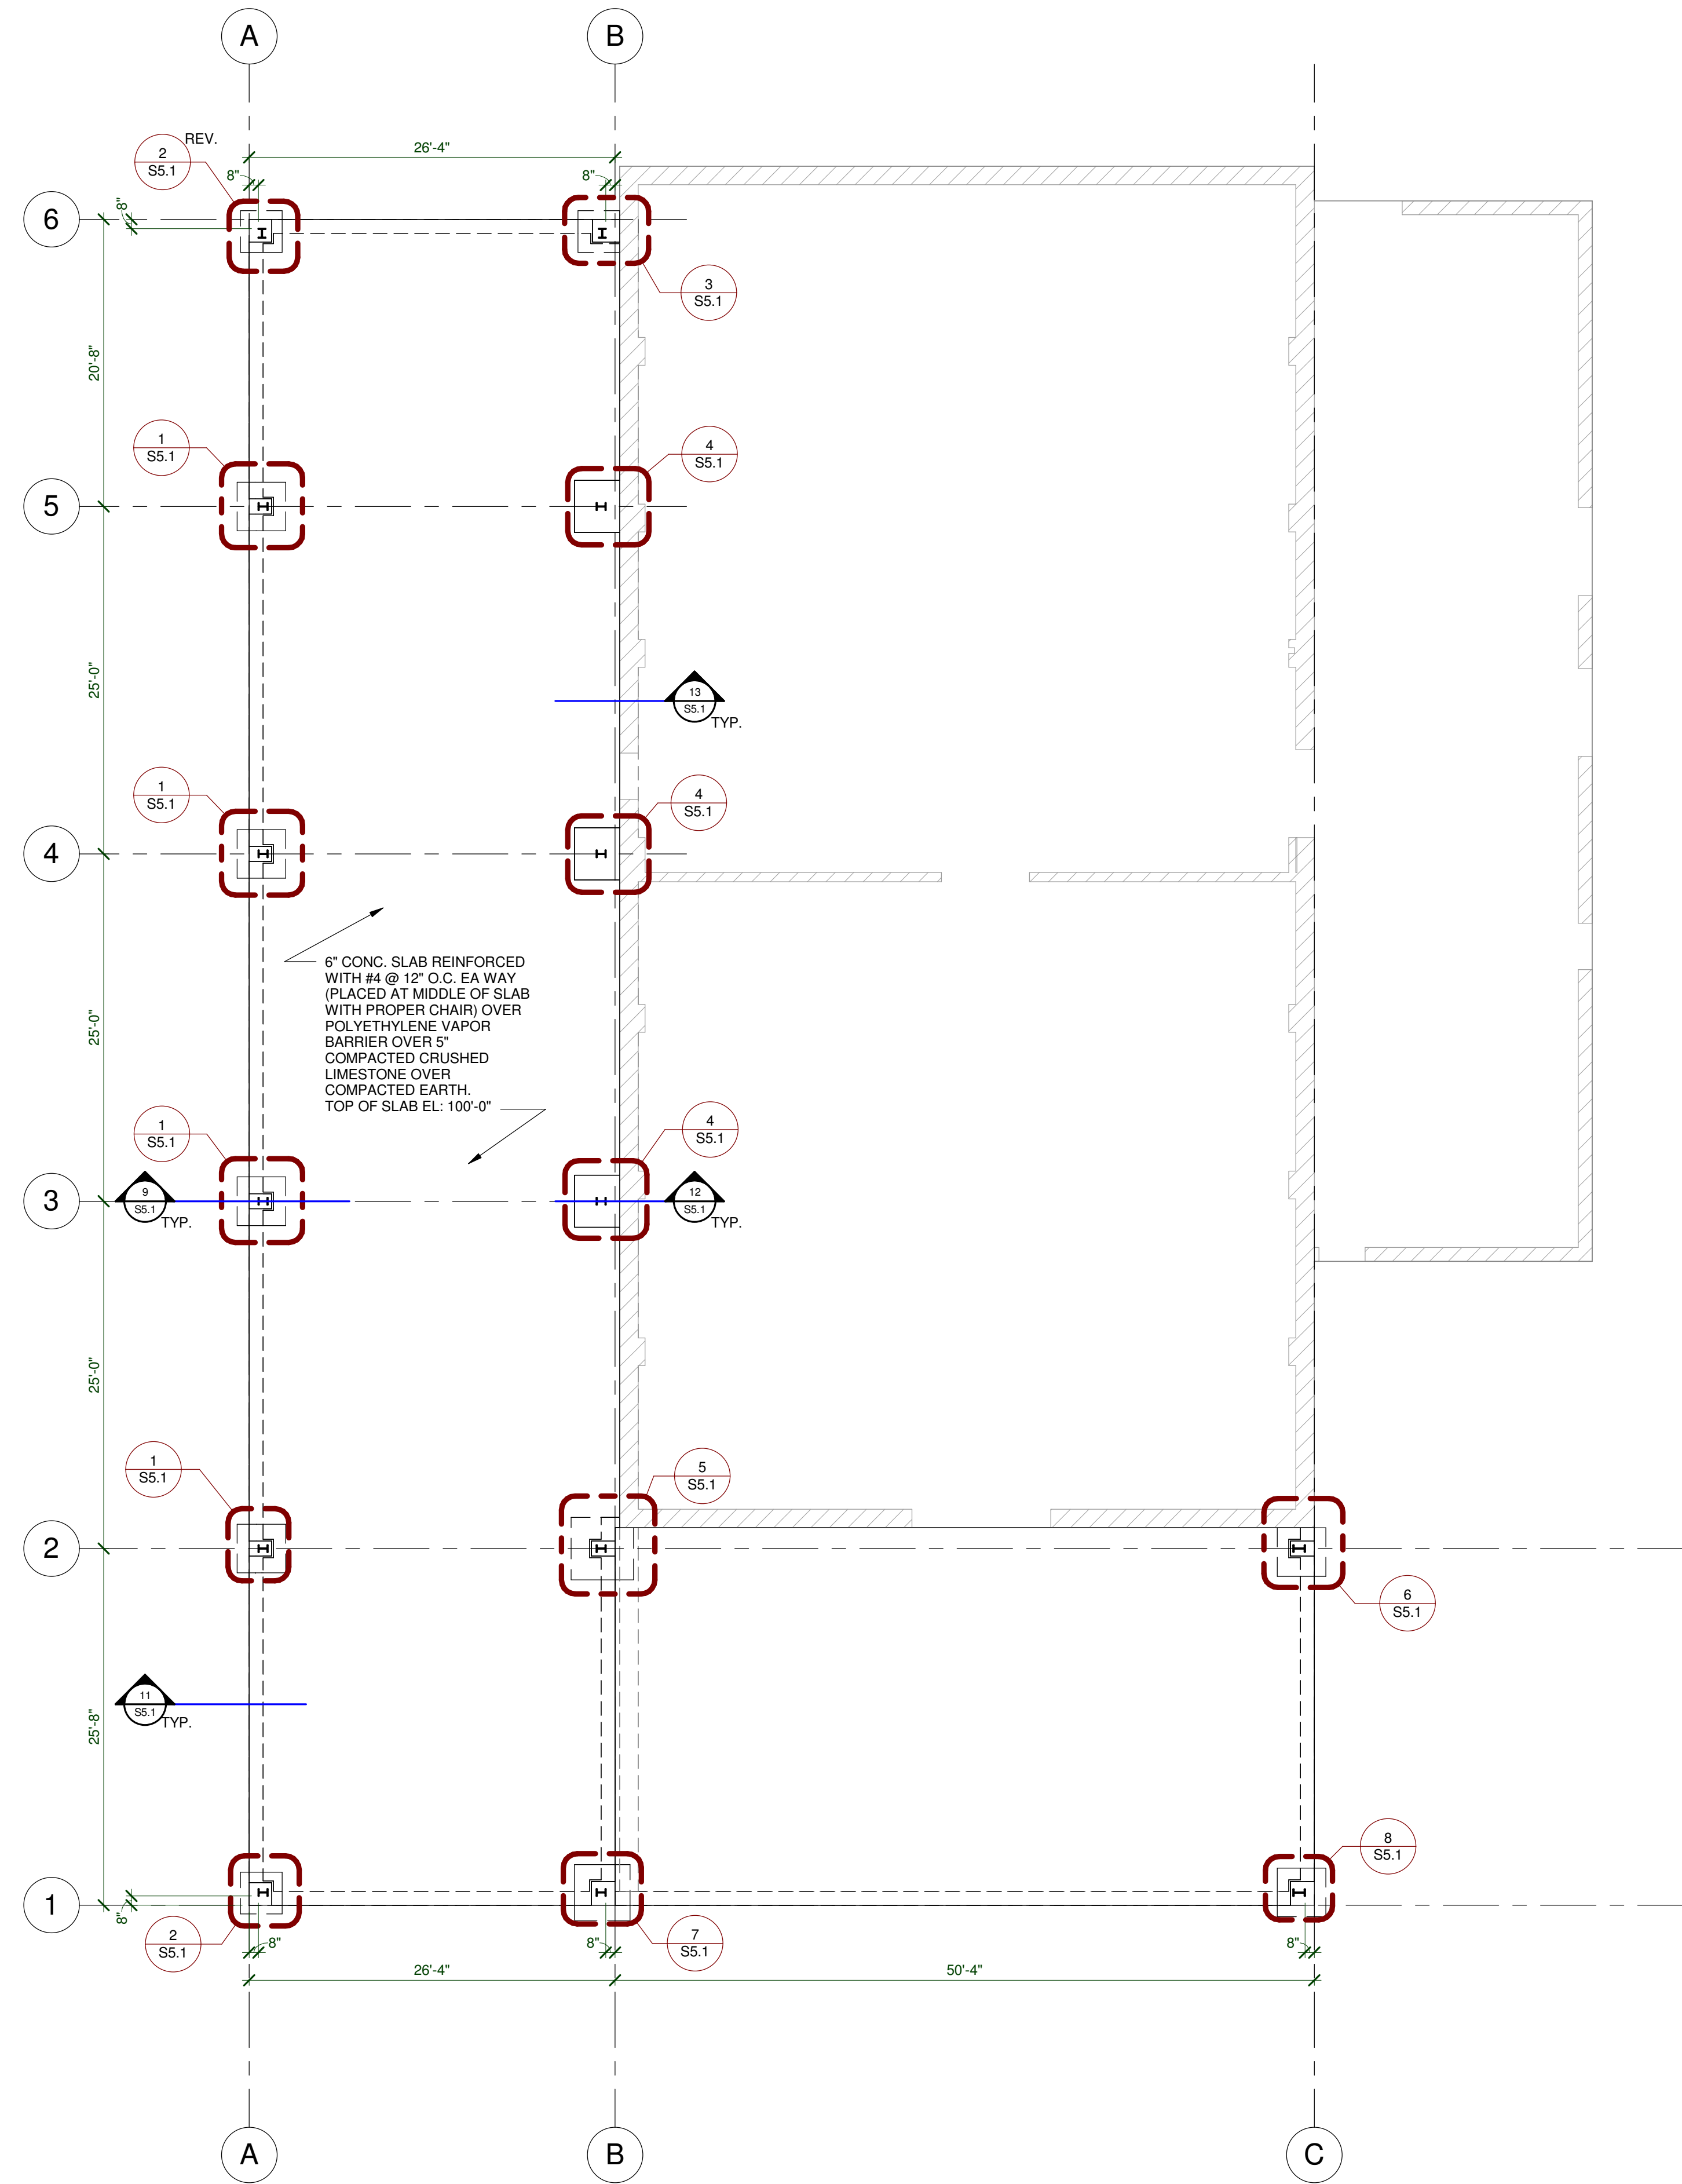 A
B
REV.
2
S5.1
26'-4"
8"
8"
8"
6
3
S5.1
20'-8"
1
S5.1
4
S5.1
5
25'-0"
13
S5.1
TYP.
1
S5.1
4
S5.1
4
6" CONC. SLAB REINFORCED
WITH #4 @ 12" O.C. EA WAY
(PLACED AT MIDDLE OF SLAB
WITH PROPER CHAIR) OVER
POLYETHYLENE VAPOR
BARRIER OVER 5"
COMPACTED CRUSHED
LIMESTONE OVER
COMPACTED EARTH.
TOP OF SLAB EL: 100'-0"
25'-0"
1
S5.1
4
S5.1
3
9
S5.1
TYP.
12
S5.1
TYP.
25'-0"
1
S5.1
5
S5.1
2
6
S5.1
11
S5.1
TYP.
25'-8"
8
S5.1
1
8"
2
S5.1
8"
8"
7
S5.1
8"
26'-4"
50'-4"
A
B
C